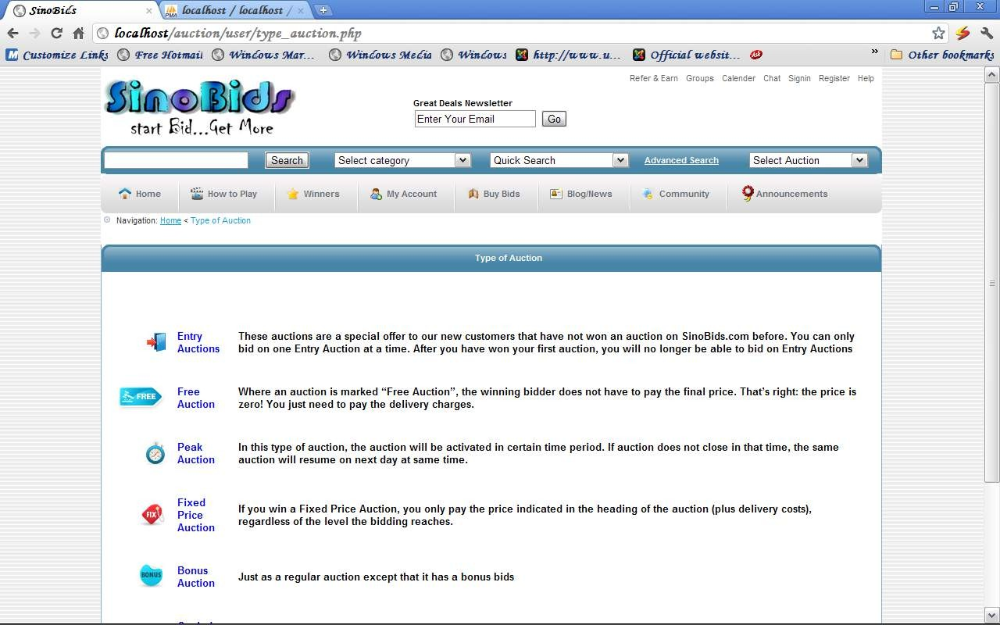 SinoBids
PMA
localhost / localhost /
localhost/auction/user/type_auction.php
Customize Links Free Hotmail Windows Mar... Windows Media Windows http://www.u... Official websit... Ask » Other bookmarks
SinoBids
start Bid...Get More
Refer & Earn Groups Calender Chat Signin Register Help
Great Deals Newsletter
Enter Your Email Go
Search Select category Quick Search Advanced Search Select Auction
Home How to Play Winners My Account Buy Bids Blog/News Community Announcements
Navigation: Home < Type of Auction
Type of Auction
Entry
Auctions
These auctions are a special offer to our new customers that have not won an auction on SinoBids.com before. You can only
bid on one Entry Auction at a time. After you have won your first auction, you will no longer be able to bid on Entry Auctions
FREE
Free
Auction
Where an auction is marked “Free Auction”, the winning bidder does not have to pay the final price. That’s right: the price is
zero! You just need to pay the delivery charges.
Peak
Auction
In this type of auction, the auction will be activated in certain time period. If auction does not close in that time, the same
auction will resume on next day at same time.
FIX
Fixed
Price
Auction
If you win a Fixed Price Auction, you only pay the price indicated in the heading of the auction (plus delivery costs),
regardless of the level the bidding reaches.
BONUS
Bonus
Auction
Just as a regular auction except that it has a bonus bids